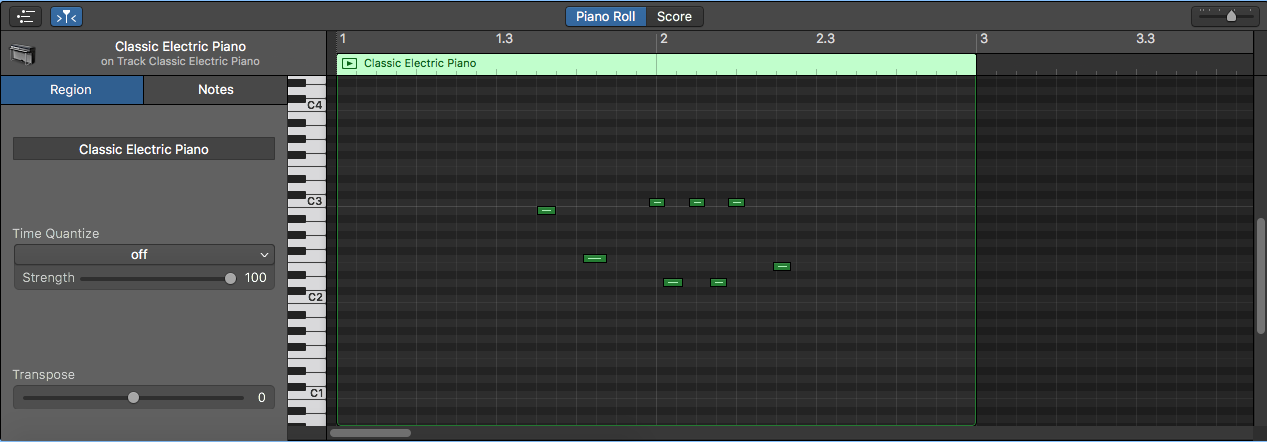 Piano Roll Score
Classic Electric Piano
on Track Classic Electric Piano
1 1.3 2 2.3 3 3.3
Classic Electric Piano
Region Notes
C4
Classic Electric Piano
C3
Time Quantize
off
Strength 100
C2
Transpose
C1
0